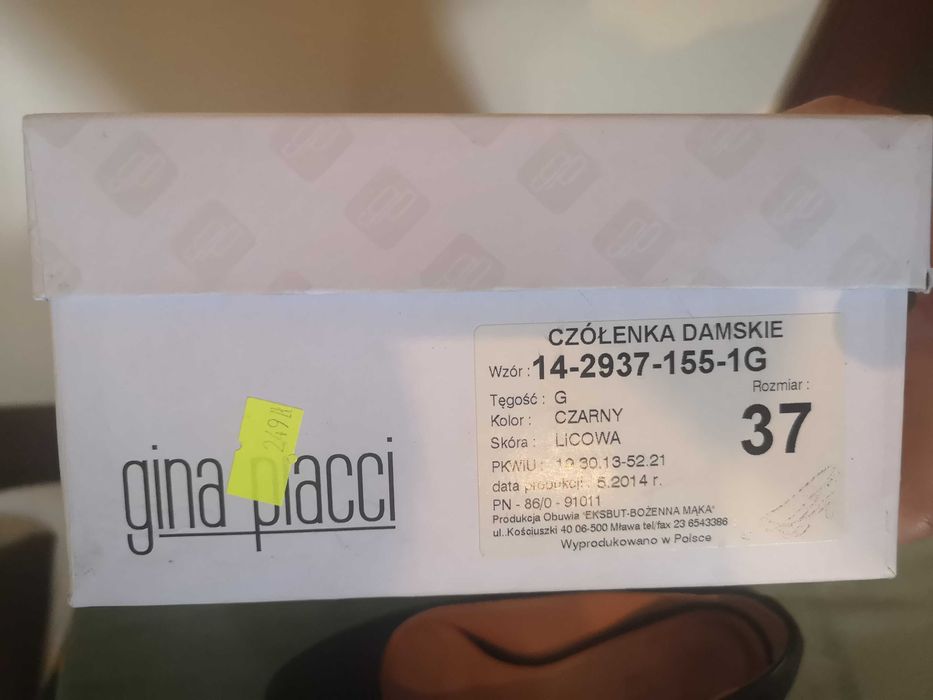 gina piacci
249 zł
CZÓŁENKA DAMSKIE
Wzór : 14-2937-155-1G
Rozmiar :
37
Tęgość : G
Kolor : CZARNY
Skóra : LICOWA
PKWiU : 19.30.13-52.21
data produkcji : 5.2014 r.
PN - 86/0 - 91011
Produkcja Obuwia "EKSBUT-BOŻENNA MĄKA"
ul..Kościuszki 40 06-500 Mława tel/fax 23 6543386
Wyprodukowano w Polsce